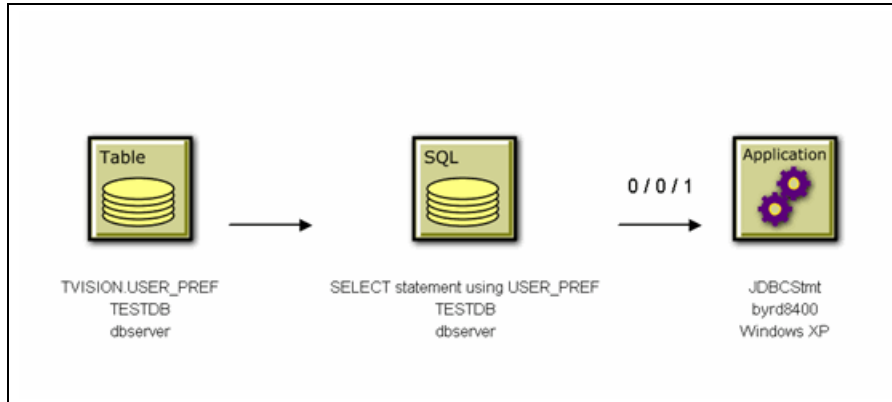 Table
SQL
Application
0 / 0 / 1
TVISION.USER_PREF
TESTDB
dbserver
SELECT statement using USER_PREF
TESTDB
dbserver
JDBCStmt
byrd8400
Windows XP